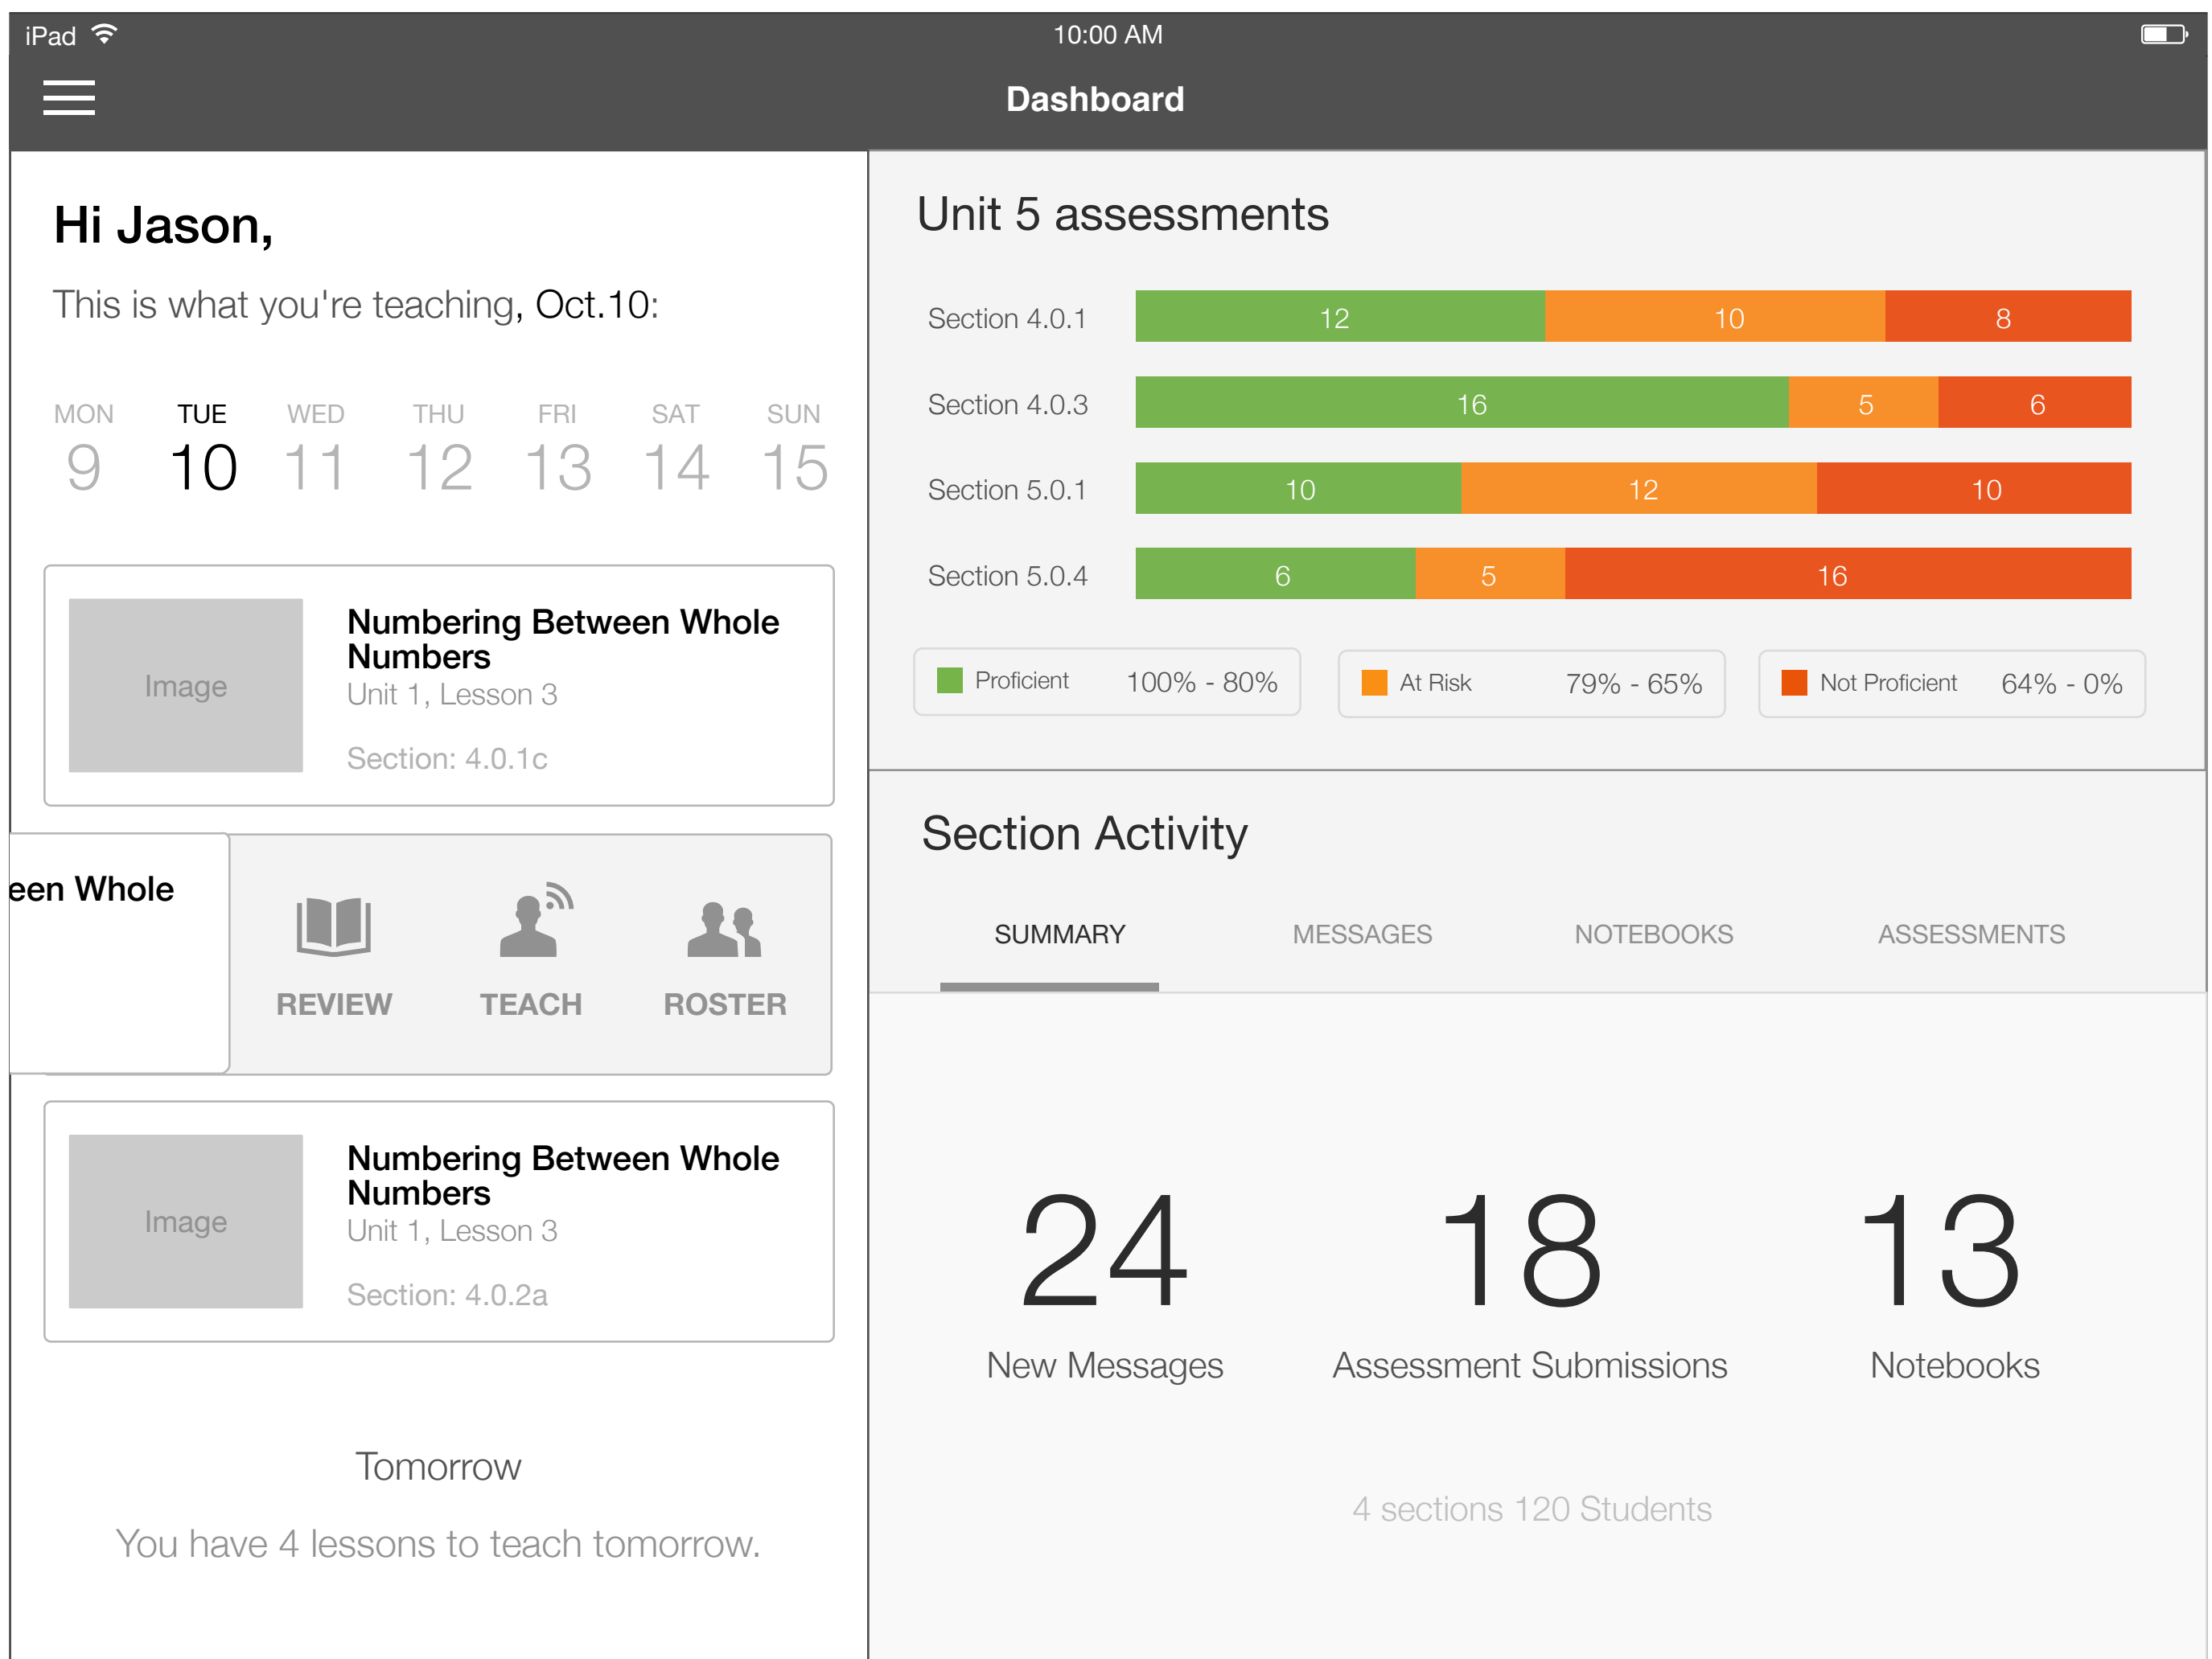 iPad
10:00 AM
Dashboard
Hi Jason,
This is what you're teaching, Oct.10:
MON TUE WED THU FRI SAT SUN
9 10 11 12 13 14 15
Image
Numbering Between Whole
Numbers
Unit 1, Lesson 3
Section: 4.0.1c
een Whole
REVIEW TEACH ROSTER
Image
Numbering Between Whole
Numbers
Unit 1, Lesson 3
Section: 4.0.2a
Tomorrow
You have 4 lessons to teach tomorrow.
Unit 5 assessments
Section 4.0.1 12 10 8
Section 4.0.3 16 5 6
Section 5.0.1 10 12 10
Section 5.0.4 6 5 16
Proficient 100% - 80%
At Risk 79% - 65%
Not Proficient 64% - 0%
Section Activity
SUMMARY MESSAGES NOTEBOOKS ASSESSMENTS
24 18 13
New Messages Assessment Submissions Notebooks
4 sections 120 Students